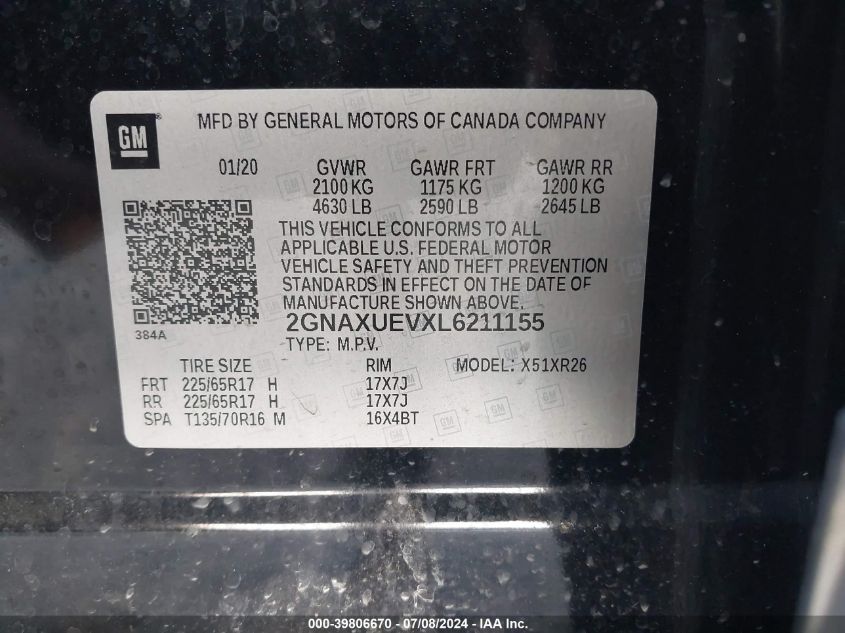 GM
MFD BY GENERAL MOTORS OF CANADA COMPANY
01/20 GVWR GAWR FRT GAWR RR
2100 KG 1175 KG 1200 KG
4630 LB 2590 LB 2645 LB
THIS VEHICLE CONFORMS TO ALL
APPLICABLE U.S. FEDERAL MOTOR
VEHICLE SAFETY AND THEFT PREVENTION
STANDARDS IN EFFECT ON THE DATE OF
MANUFACTURE SHOWN ABOVE.
2GNAXUEVXL6211155
384A
TYPE: M.P.V.
TIRE SIZE RIM MODEL: X51XR26
FRT 225/65R17 H 17X7J
RR 225/65R17 H 17X7J
SPA T135/70R16 M 16X4BT
000-39806670 - 07/08/2024 - IAA Inc.